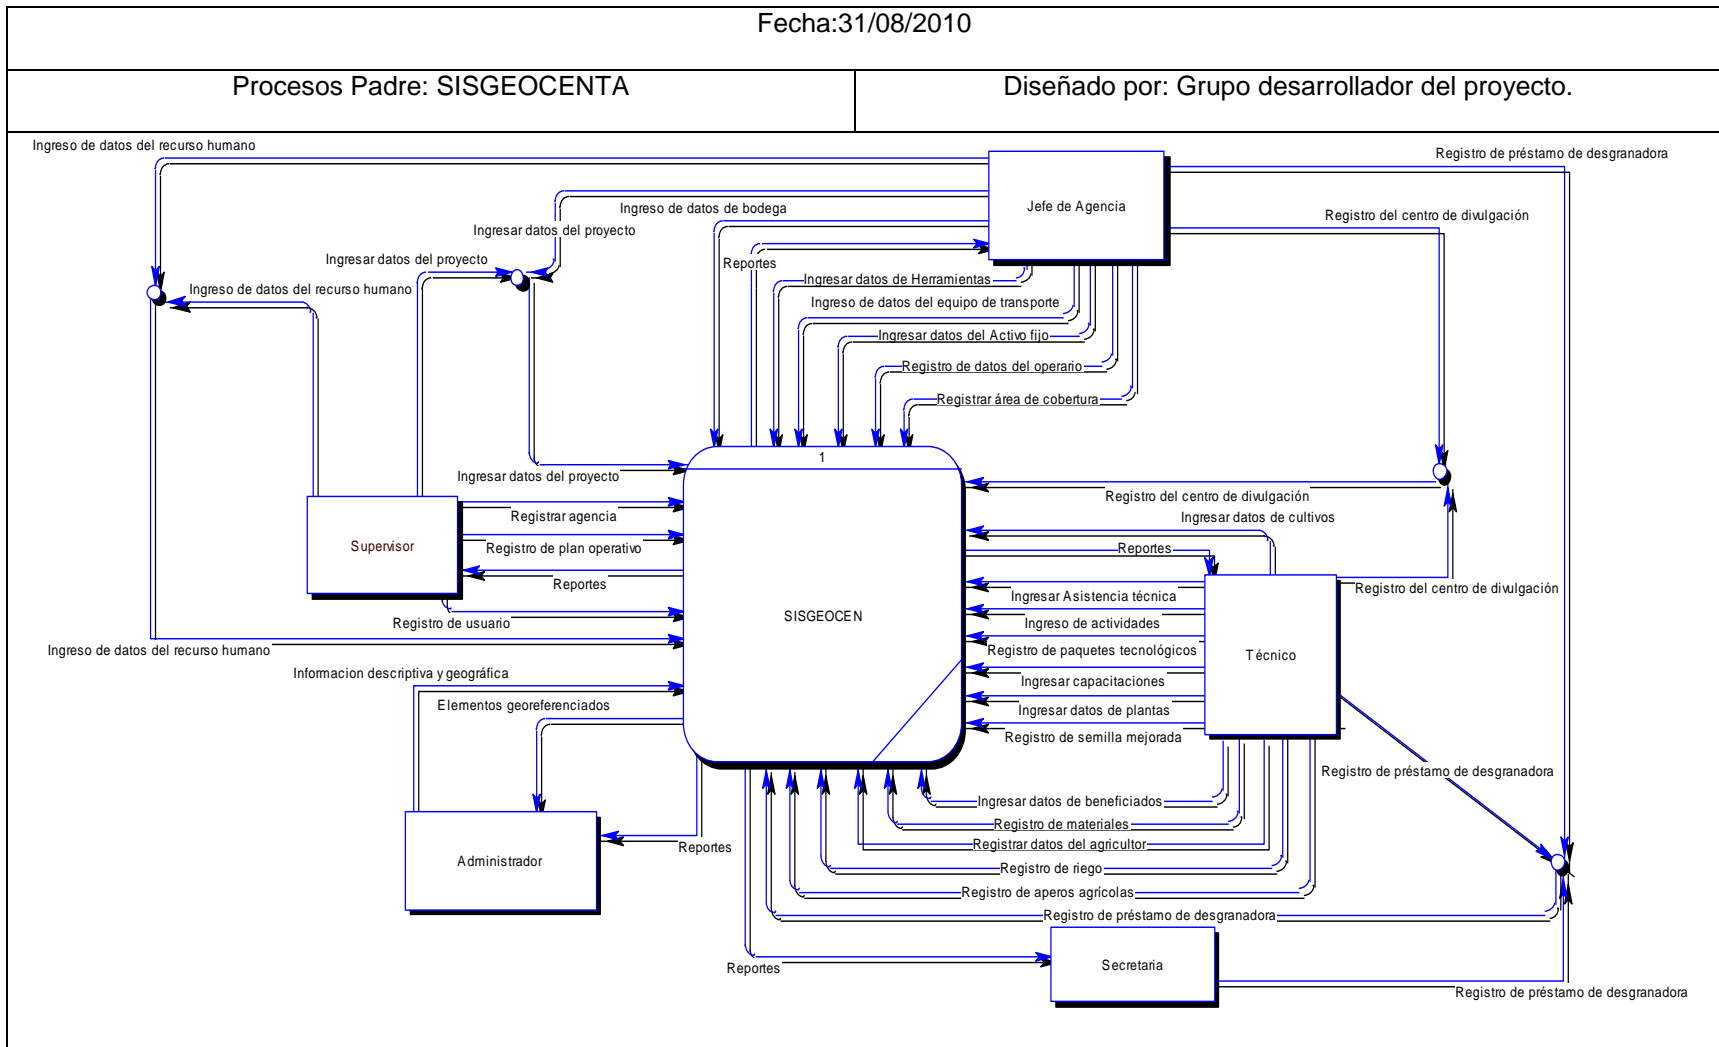 Fecha:31/08/2010
Procesos Padre: SISGEOCENTA
Diseñado por: Grupo desarrollador del proyecto.
Ingreso de datos del recurso humano
Registro de préstamo de desgranadora
Jefe de Agencia
Ingreso de datos de bodega
Registro del centro de divulgación
Ingresar datos del proyecto
Ingresar datos del proyecto
Reportes
Ingresar datos de Herramientas
Ingreso de datos del recurso humano
Ingreso de datos del equipo de transporte
Ingresar datos del Activo fijo
Registro de datos del operario
Registrar área de cobertura
1
Ingresar datos del proyecto
Registro del centro de divulgación
Registrar agencia
Ingresar datos de cultivos
Supervisor
Registro de plan operativo
Reportes
Reportes
Ingresar Asistencia técnica
Registro del centro de divulgación
SISGEOCEN
Registro de usuario
Ingreso de actividades
Ingreso de datos del recurso humano
Registro de paquetes tecnológicos
Técnico
Informacion descriptiva y geográfica
Ingresar capacitaciones
Elementos georeferenciados
Ingresar datos de plantas
Registro de semilla mejorada
Registro de préstamo de desgranadora
Ingresar datos de beneficiados
Registro de materiales
Registrar datos del agricultor
Reportes
Administrador
Registro de riego
Registro de aperos agrícolas
Registro de préstamo de desgranadora
Reportes
Secretaria
Registro de préstamo de desgranadora